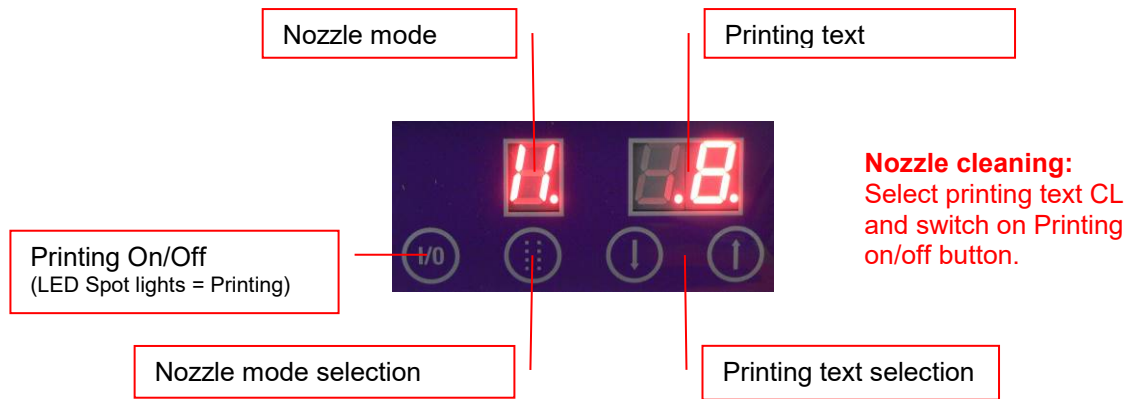 Nozzle mode
Printing text
8.
Nozzle cleaning:
Select printing text CL
and switch on Printing
on/off button.
Printing On/Off
(LED Spot lights = Printing)
I/0
Nozzle mode selection
Printing text selection